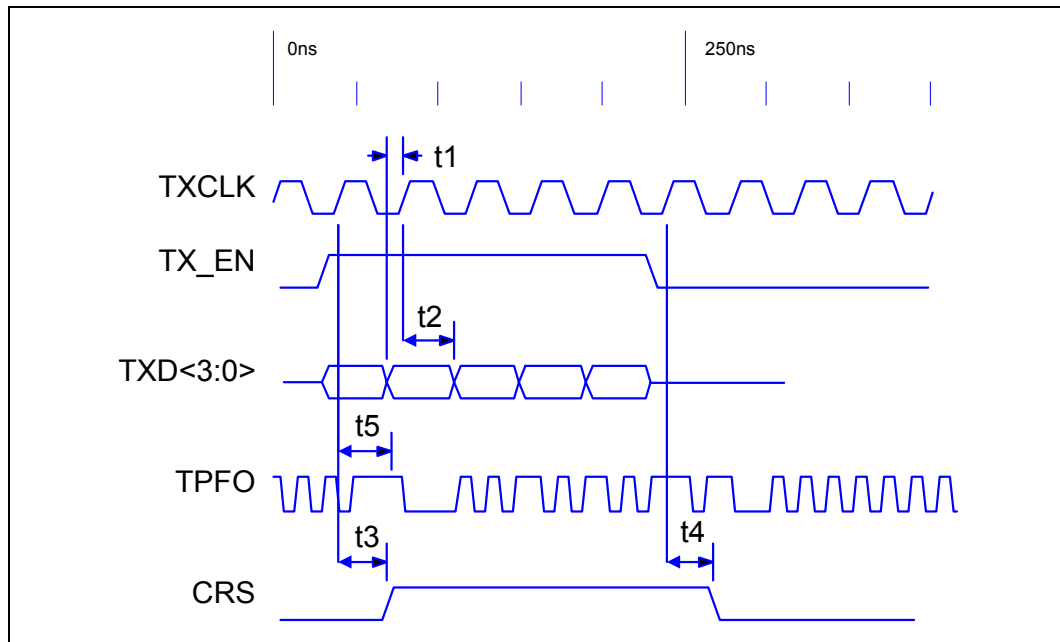 0ns
250ns
t1
TXCLK
TX_EN
t2
TXD<3:0>
t5
TPFO
t3
t4
CRS